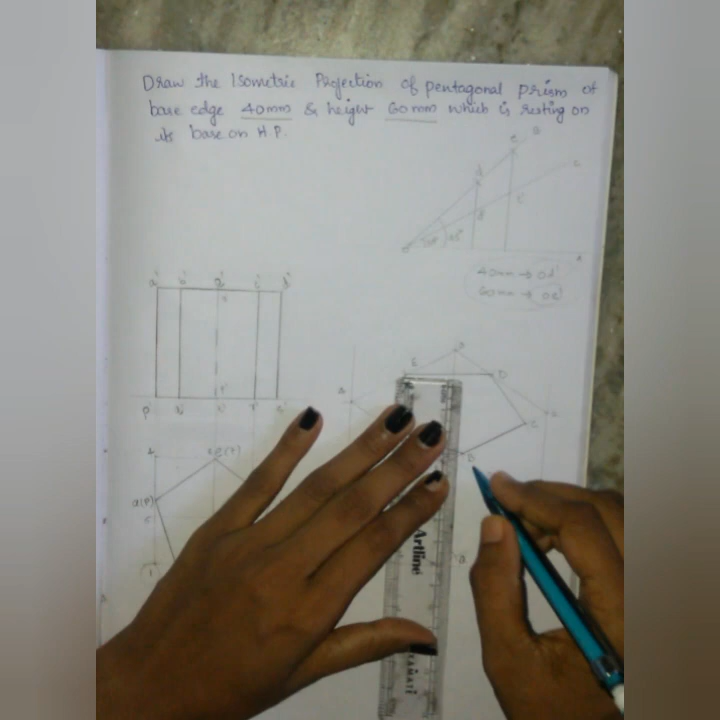 Draw the Isometric Projection of pentagonal prism of
base edge 40mm & height 60mm which is resting on
its base on H P.
40mm → od'
60mm → oe'
Artline